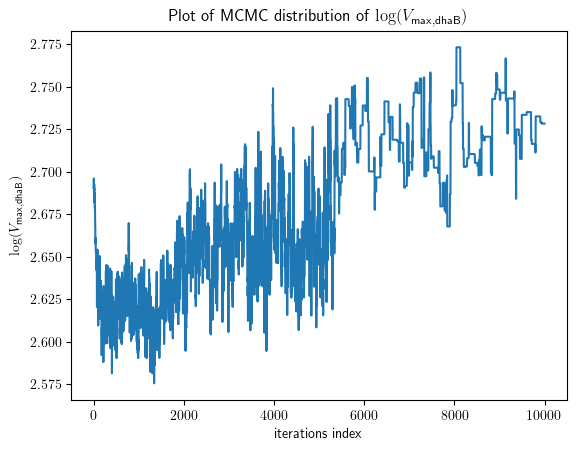 Plot of MCMC distribution of log(V_max,dhaB)
log(V_max,dhaB)
2.775
2.750
2.725
2.700
2.675
2.650
2.625
2.600
2.575
0 2000 4000 6000 8000 10000
iterations index